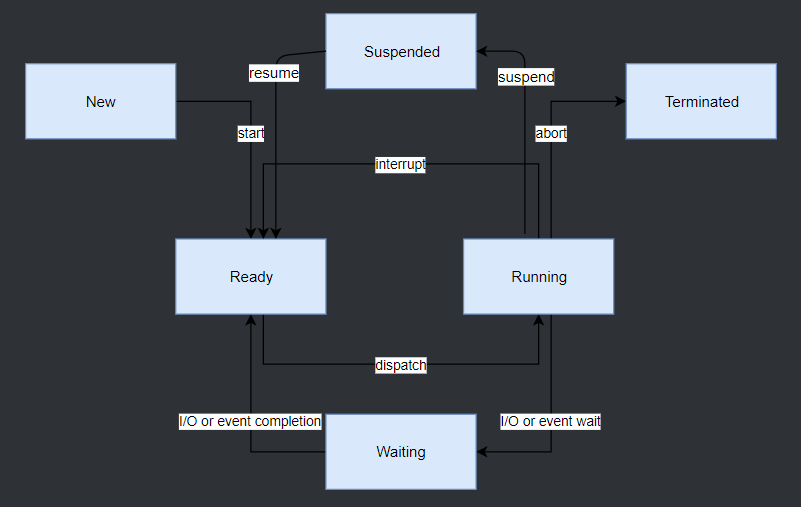 Suspended
resume
suspend
New
Terminated
start
abort
interrupt
Ready
Running
dispatch
I/O or event completion
I/O or event wait
Waiting